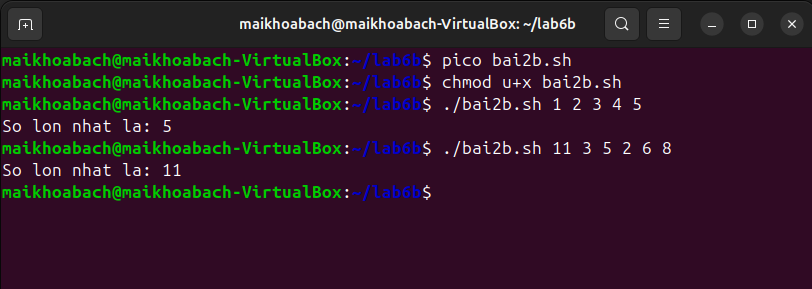 maikhoabach@maikhoabach-VirtualBox: ~/lab6b
maikhoabach@maikhoabach-VirtualBox:~/lab6b$ pico bai2b.sh
maikhoabach@maikhoabach-VirtualBox:~/lab6b$ chmod u+x bai2b.sh
maikhoabach@maikhoabach-VirtualBox:~/lab6b$ ./bai2b.sh 1 2 3 4 5
So lon nhat la: 5
maikhoabach@maikhoabach-VirtualBox:~/lab6b$ ./bai2b.sh 11 3 5 2 6 8
So lon nhat la: 11
maikhoabach@maikhoabach-VirtualBox:~/lab6b$